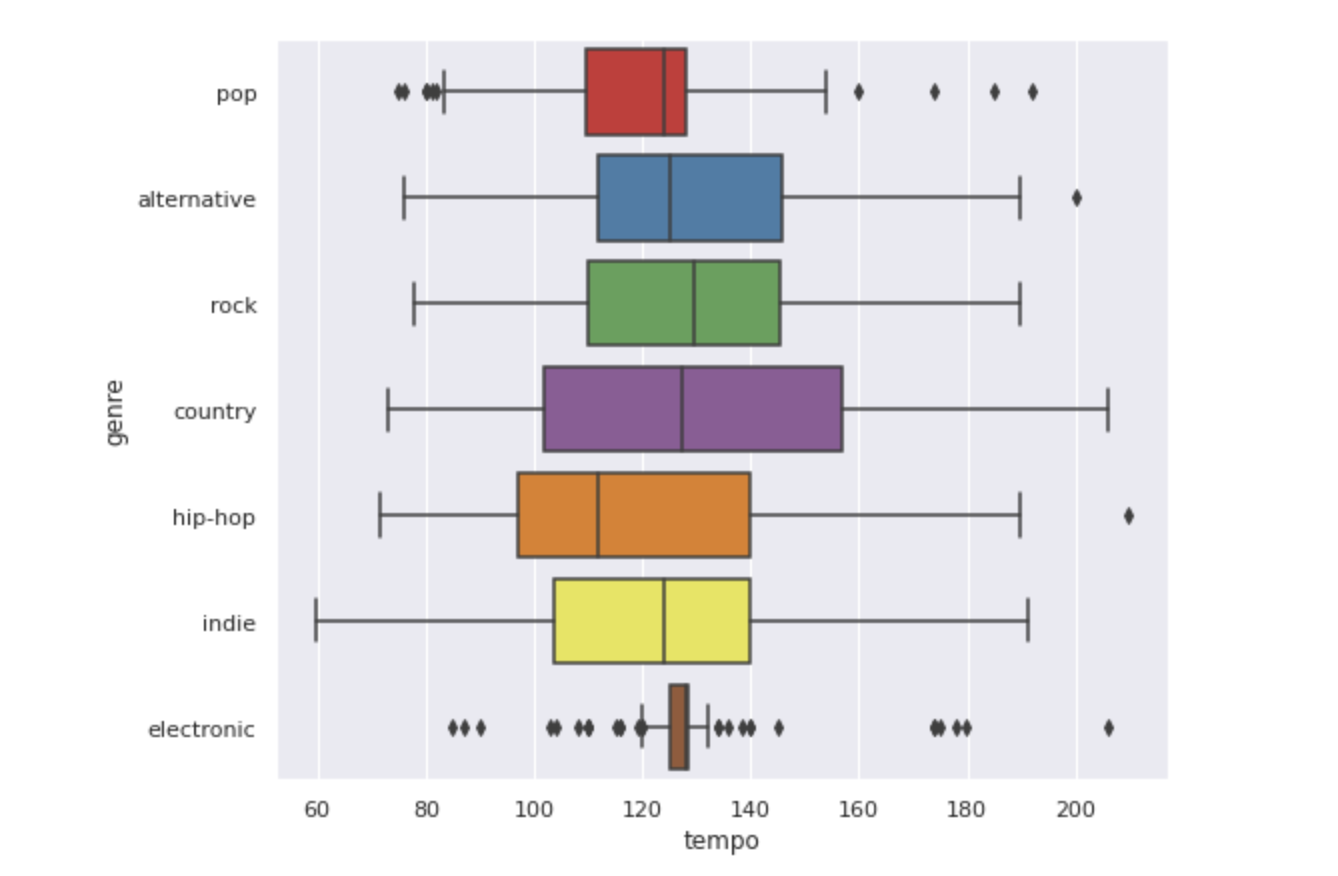 pop
alternative
rock
country
hip-hop
indie
electronic
genre
60 80 100 120 140 160 180 200
tempo